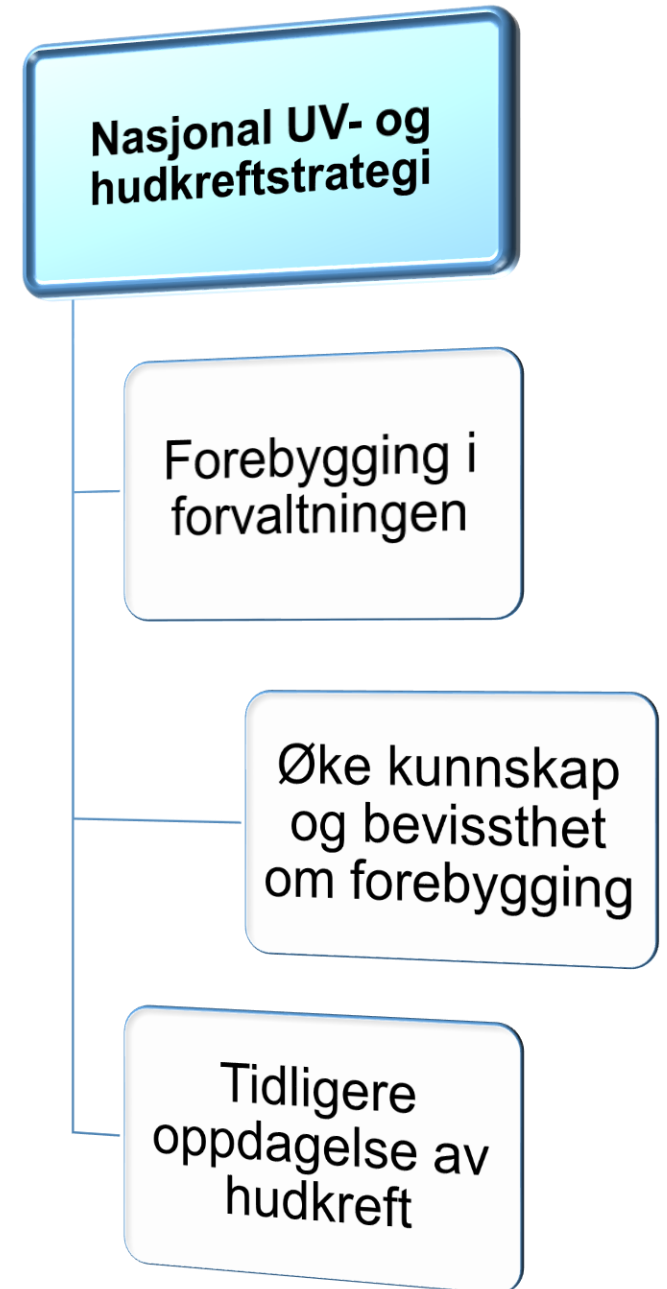 Nasjonal UV- og
hudkreftstrategi
Forebygging i
forvaltningen
Øke kunnskap
og bevissthet
om forebygging
Tidligere
oppdagelse av
hudkreft